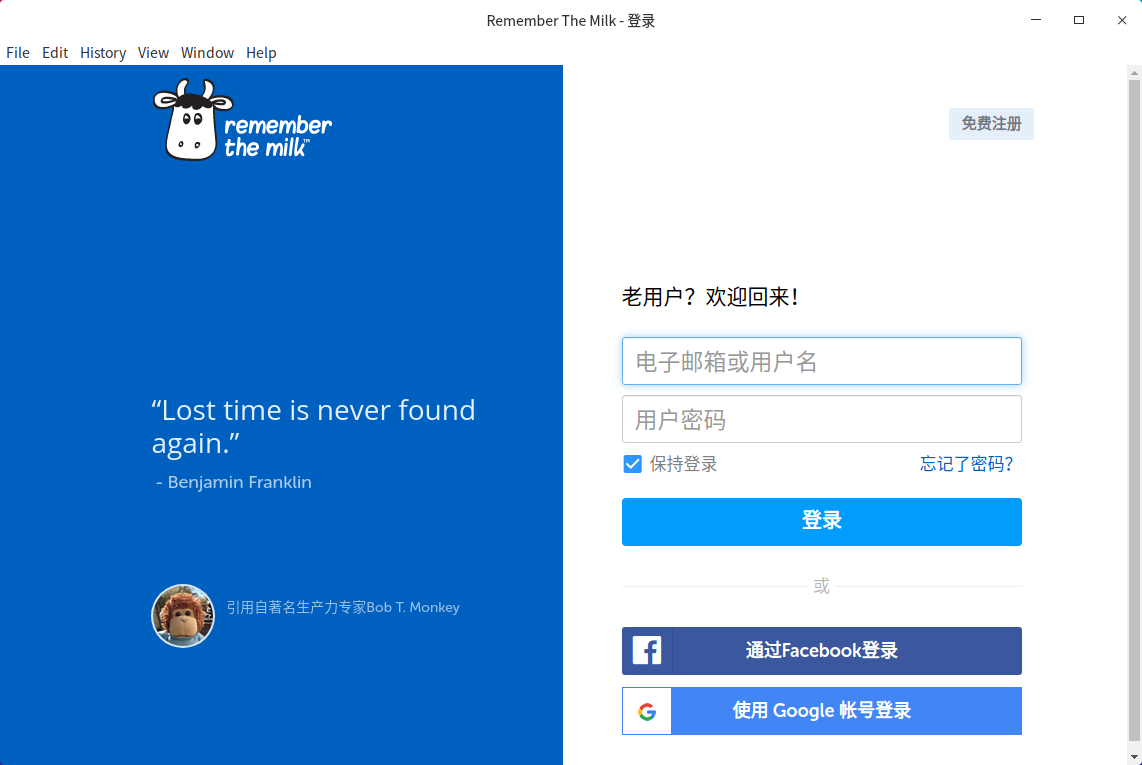 Remember The Milk - 登录
File Edit History View Window Help
remember
the milk™
免费注册
老用户？欢迎回来！
电子邮箱或用户名
用户密码
保持登录
忘记了密码？
登录
或
通过Facebook登录
使用 Google 帐号登录
“Lost time is never found
again.”
- Benjamin Franklin
引用自著名生产力专家Bob T. Monkey